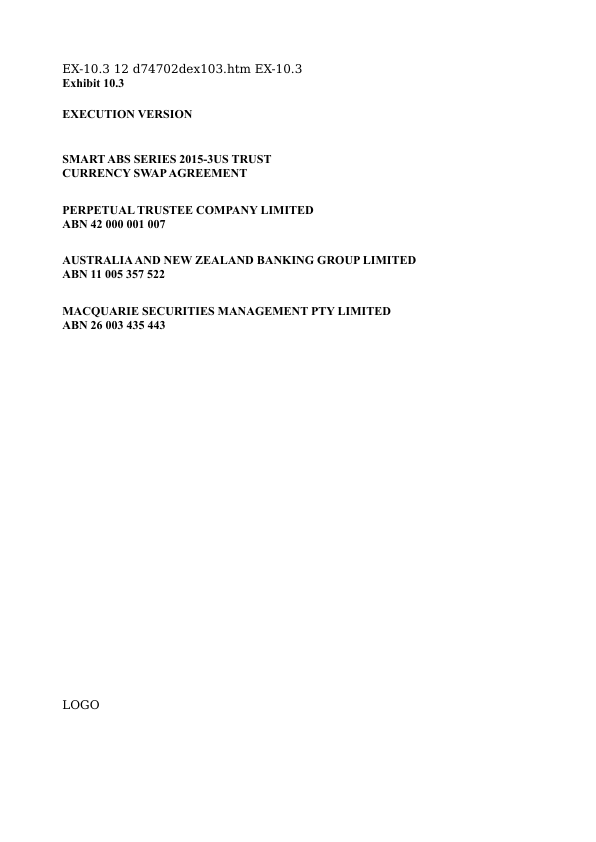 EX-10.3 12 d74702dex103.htm EX-10.3
Exhibit 10.3
EXECUTION VERSION
SMART ABS SERIES 2015-3US TRUST
CURRENCY SWAP AGREEMENT
PERPETUAL TRUSTEE COMPANY LIMITED
ABN 42 000 001 007
AUSTRALIA AND NEW ZEALAND BANKING GROUP LIMITED
ABN 11 005 357 522
MACQUARIE SECURITIES MANAGEMENT PTY LIMITED
ABN 26 003 435 443
LOGO